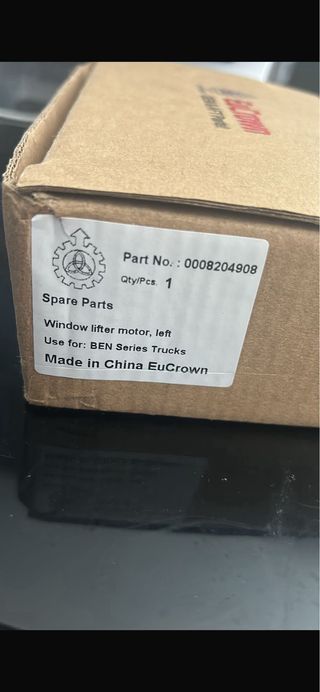 EuCrown
Part No. : 0008204908
Qty/Pcs. 1
Spare Parts
Window lifter motor, left
Use for: BEN Series Trucks
Made in China EuCrown